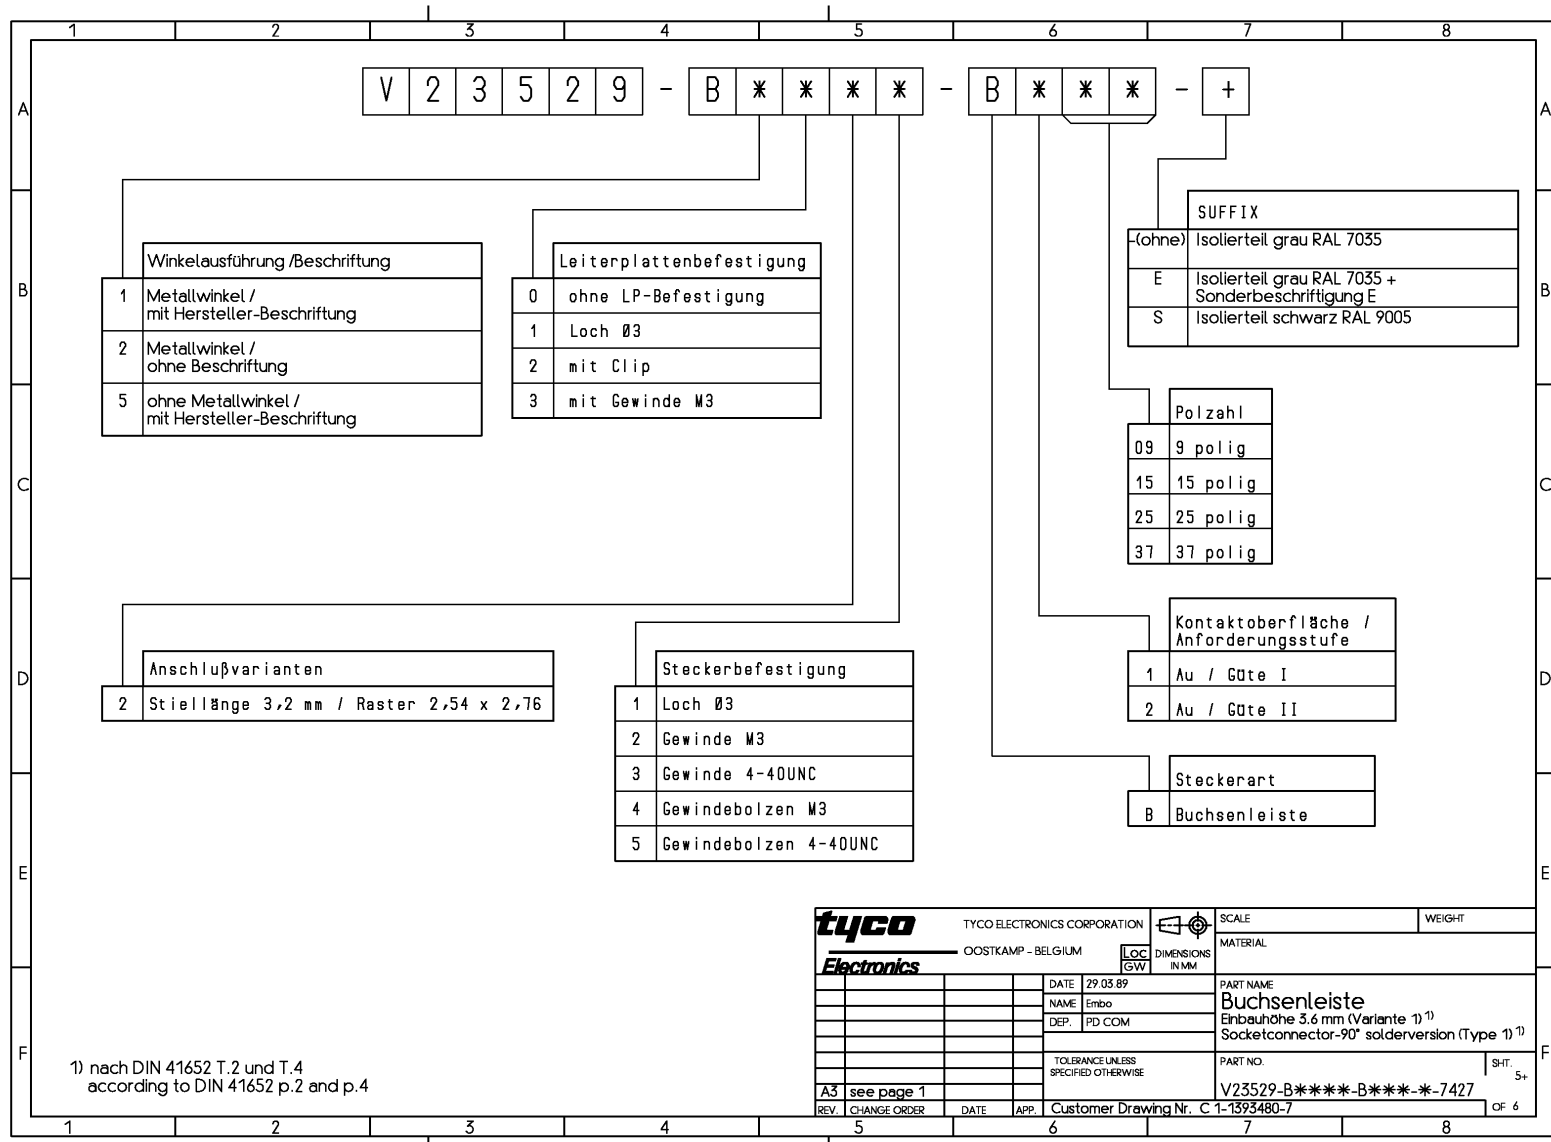 1 2 3 4 5 6 7 8
A A
V 2 3 5 2 9 - B * * * * - B * * * - +
SUFFIX
-(ohne) Isolierteil grau RAL 7035
E Isolierteil grau RAL 7035 +
Sonderbeschriftigung E
S Isolierteil schwarz RAL 9005
B B
Winkelausführung /Beschriftung
1 Metallwinkel /
mit Hersteller-Beschriftung
2 Metallwinkel /
ohne Beschriftung
5 ohne Metallwinkel /
mit Hersteller-Beschriftung
Leiterplattenbefestigung
0 ohne LP-Befestigung
1 Loch Ø3
2 mit Clip
3 mit Gewinde M3
Polzahl
09 9 polig
15 15 polig
25 25 polig
37 37 polig
C C
Kontaktoberfläche /
Anforderungsstufe
1 Au / Güte I
2 Au / Güte II
D D
Anschlußvarianten
2 Stiellänge 3,2 mm / Raster 2,54 x 2,76
Steckerbefestigung
1 Loch Ø3
2 Gewinde M3
3 Gewinde 4-40UNC
4 Gewindebolzen M3
5 Gewindebolzen 4-40UNC
Steckerart
B Buchsenleiste
E E
tyco
Electronics
TYCO ELECTRONICS CORPORATION
OOSTKAMP - BELGIUM
LOC
GW
DIMENSIONS
IN MM
SCALE
WEIGHT
MATERIAL
DATE 29.03.89
NAME Embo
DEP. PD COM
PART NAME
Buchsenleiste
Einbauhöhe 3.6 mm (Variante 1) 1)
Socketconnector-90° solderversion (Type 1) 1)
TOLERANCE UNLESS
SPECIFIED OTHERWISE
PART NO.
V23529-B****-B***-*-7427
SHT.
5+
OF 6
A3 see page 1
REV. CHANGE ORDER DATE APP.
Customer Drawing Nr. C 1-1393480-7
F F
1) nach DIN 41652 T.2 und T.4
according to DIN 41652 p.2 and p.4
1 2 3 4 5 6 7 8